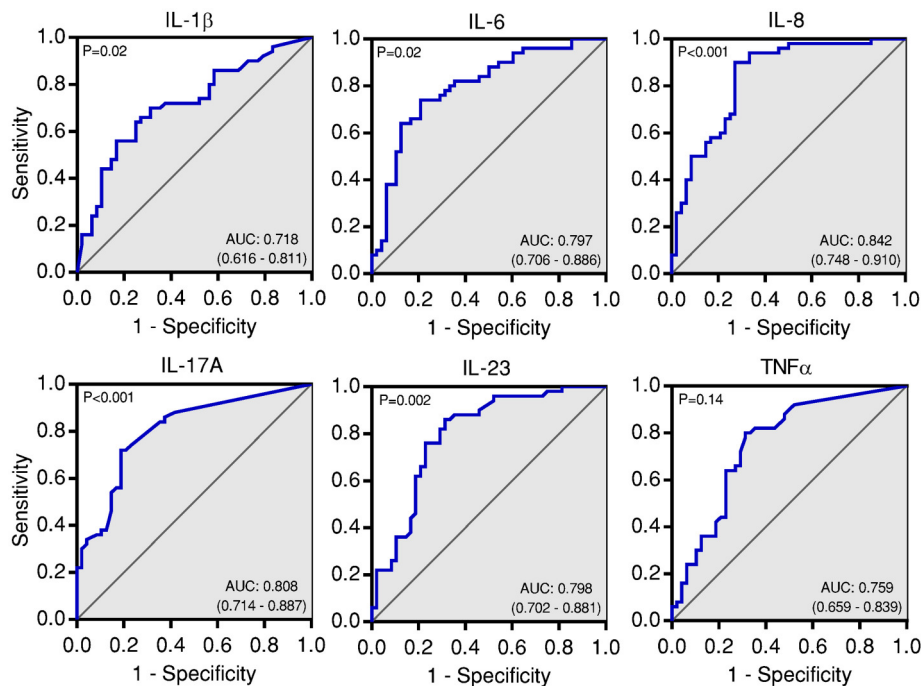 IL-1β
P=0.02
1.0
0.8
0.6
0.4
0.2
0.0
Sensitivity
AUC: 0.718
(0.616 - 0.811)
0.0 0.2 0.4 0.6 0.8 1.0
1 - Specificity
IL-6
P=0.02
1.0
0.8
0.6
0.4
0.2
0.0
AUC: 0.797
(0.706 - 0.886)
0.0 0.2 0.4 0.6 0.8 1.0
1 - Specificity
IL-8
P<0.001
1.0
0.8
0.6
0.4
0.2
0.0
AUC: 0.842
(0.748 - 0.910)
0.0 0.2 0.4 0.6 0.8 1.0
1 - Specificity
IL-17A
P<0.001
1.0
0.8
0.6
0.4
0.2
0.0
Sensitivity
AUC: 0.808
(0.714 - 0.887)
0.0 0.2 0.4 0.6 0.8 1.0
1 - Specificity
IL-23
P=0.002
1.0
0.8
0.6
0.4
0.2
0.0
AUC: 0.798
(0.702 - 0.881)
0.0 0.2 0.4 0.6 0.8 1.0
1 - Specificity
TNFα
P=0.14
1.0
0.8
0.6
0.4
0.2
0.0
AUC: 0.759
(0.659 - 0.839)
0.0 0.2 0.4 0.6 0.8 1.0
1 - Specificity